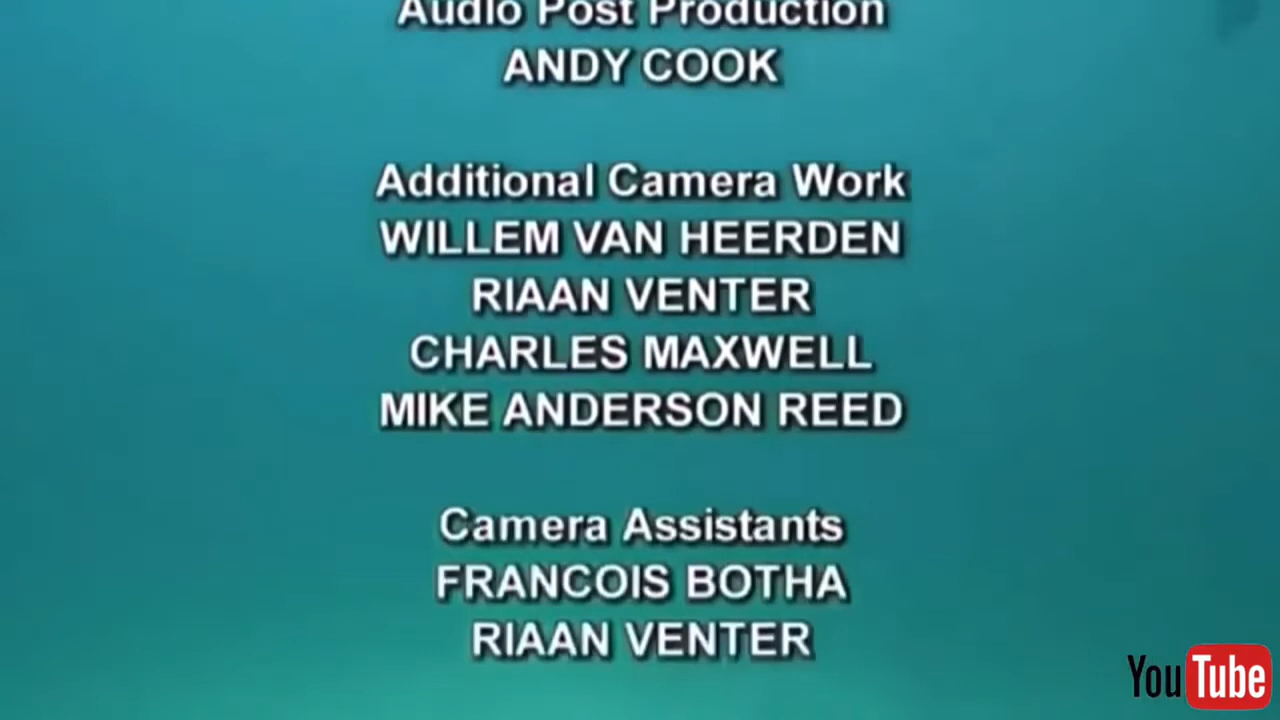 Audio Post Production
ANDY COOK
Additional Camera Work
WILLEM VAN HEERDEN
RIAAN VENTER
CHARLES MAXWELL
MIKE ANDERSON REED
Camera Assistants
FRANCOIS BOTHA
RIAAN VENTER
YouTube